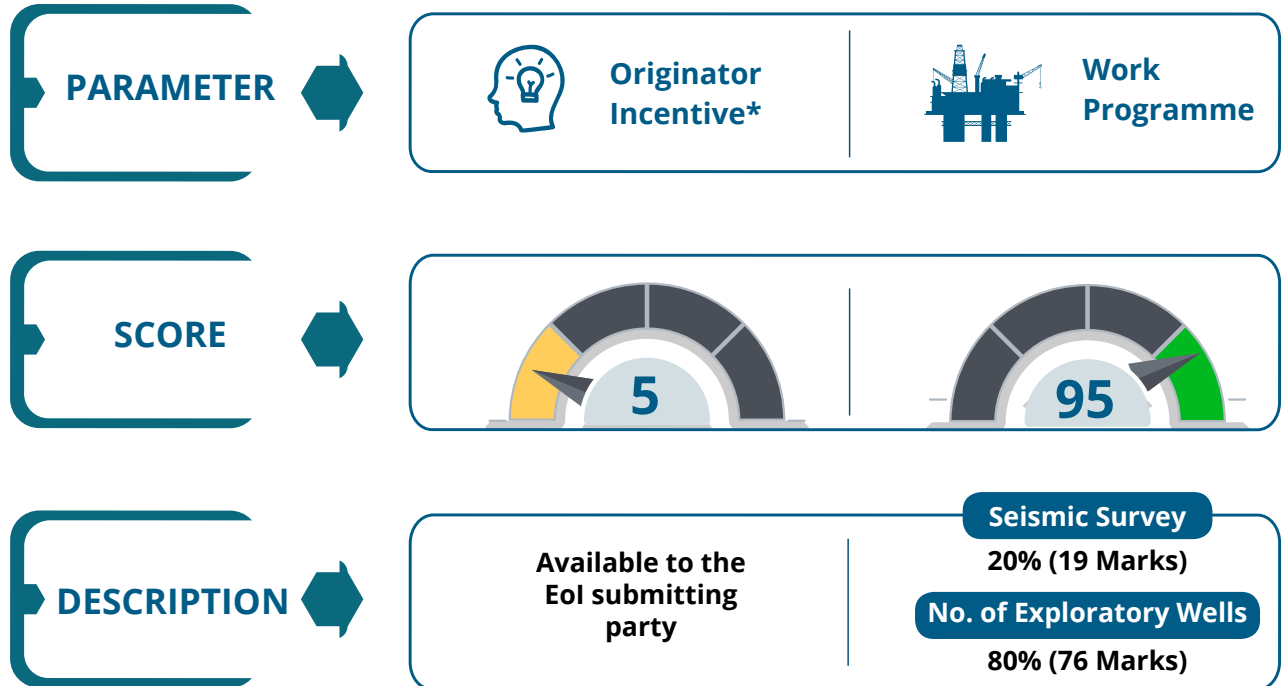 PARAMETER
Originator
Incentive*
Work
Programme
SCORE
5
95
DESCRIPTION
Available to the
EoI submitting
party
Seismic Survey
20% (19 Marks)
No. of Exploratory Wells
80% (76 Marks)